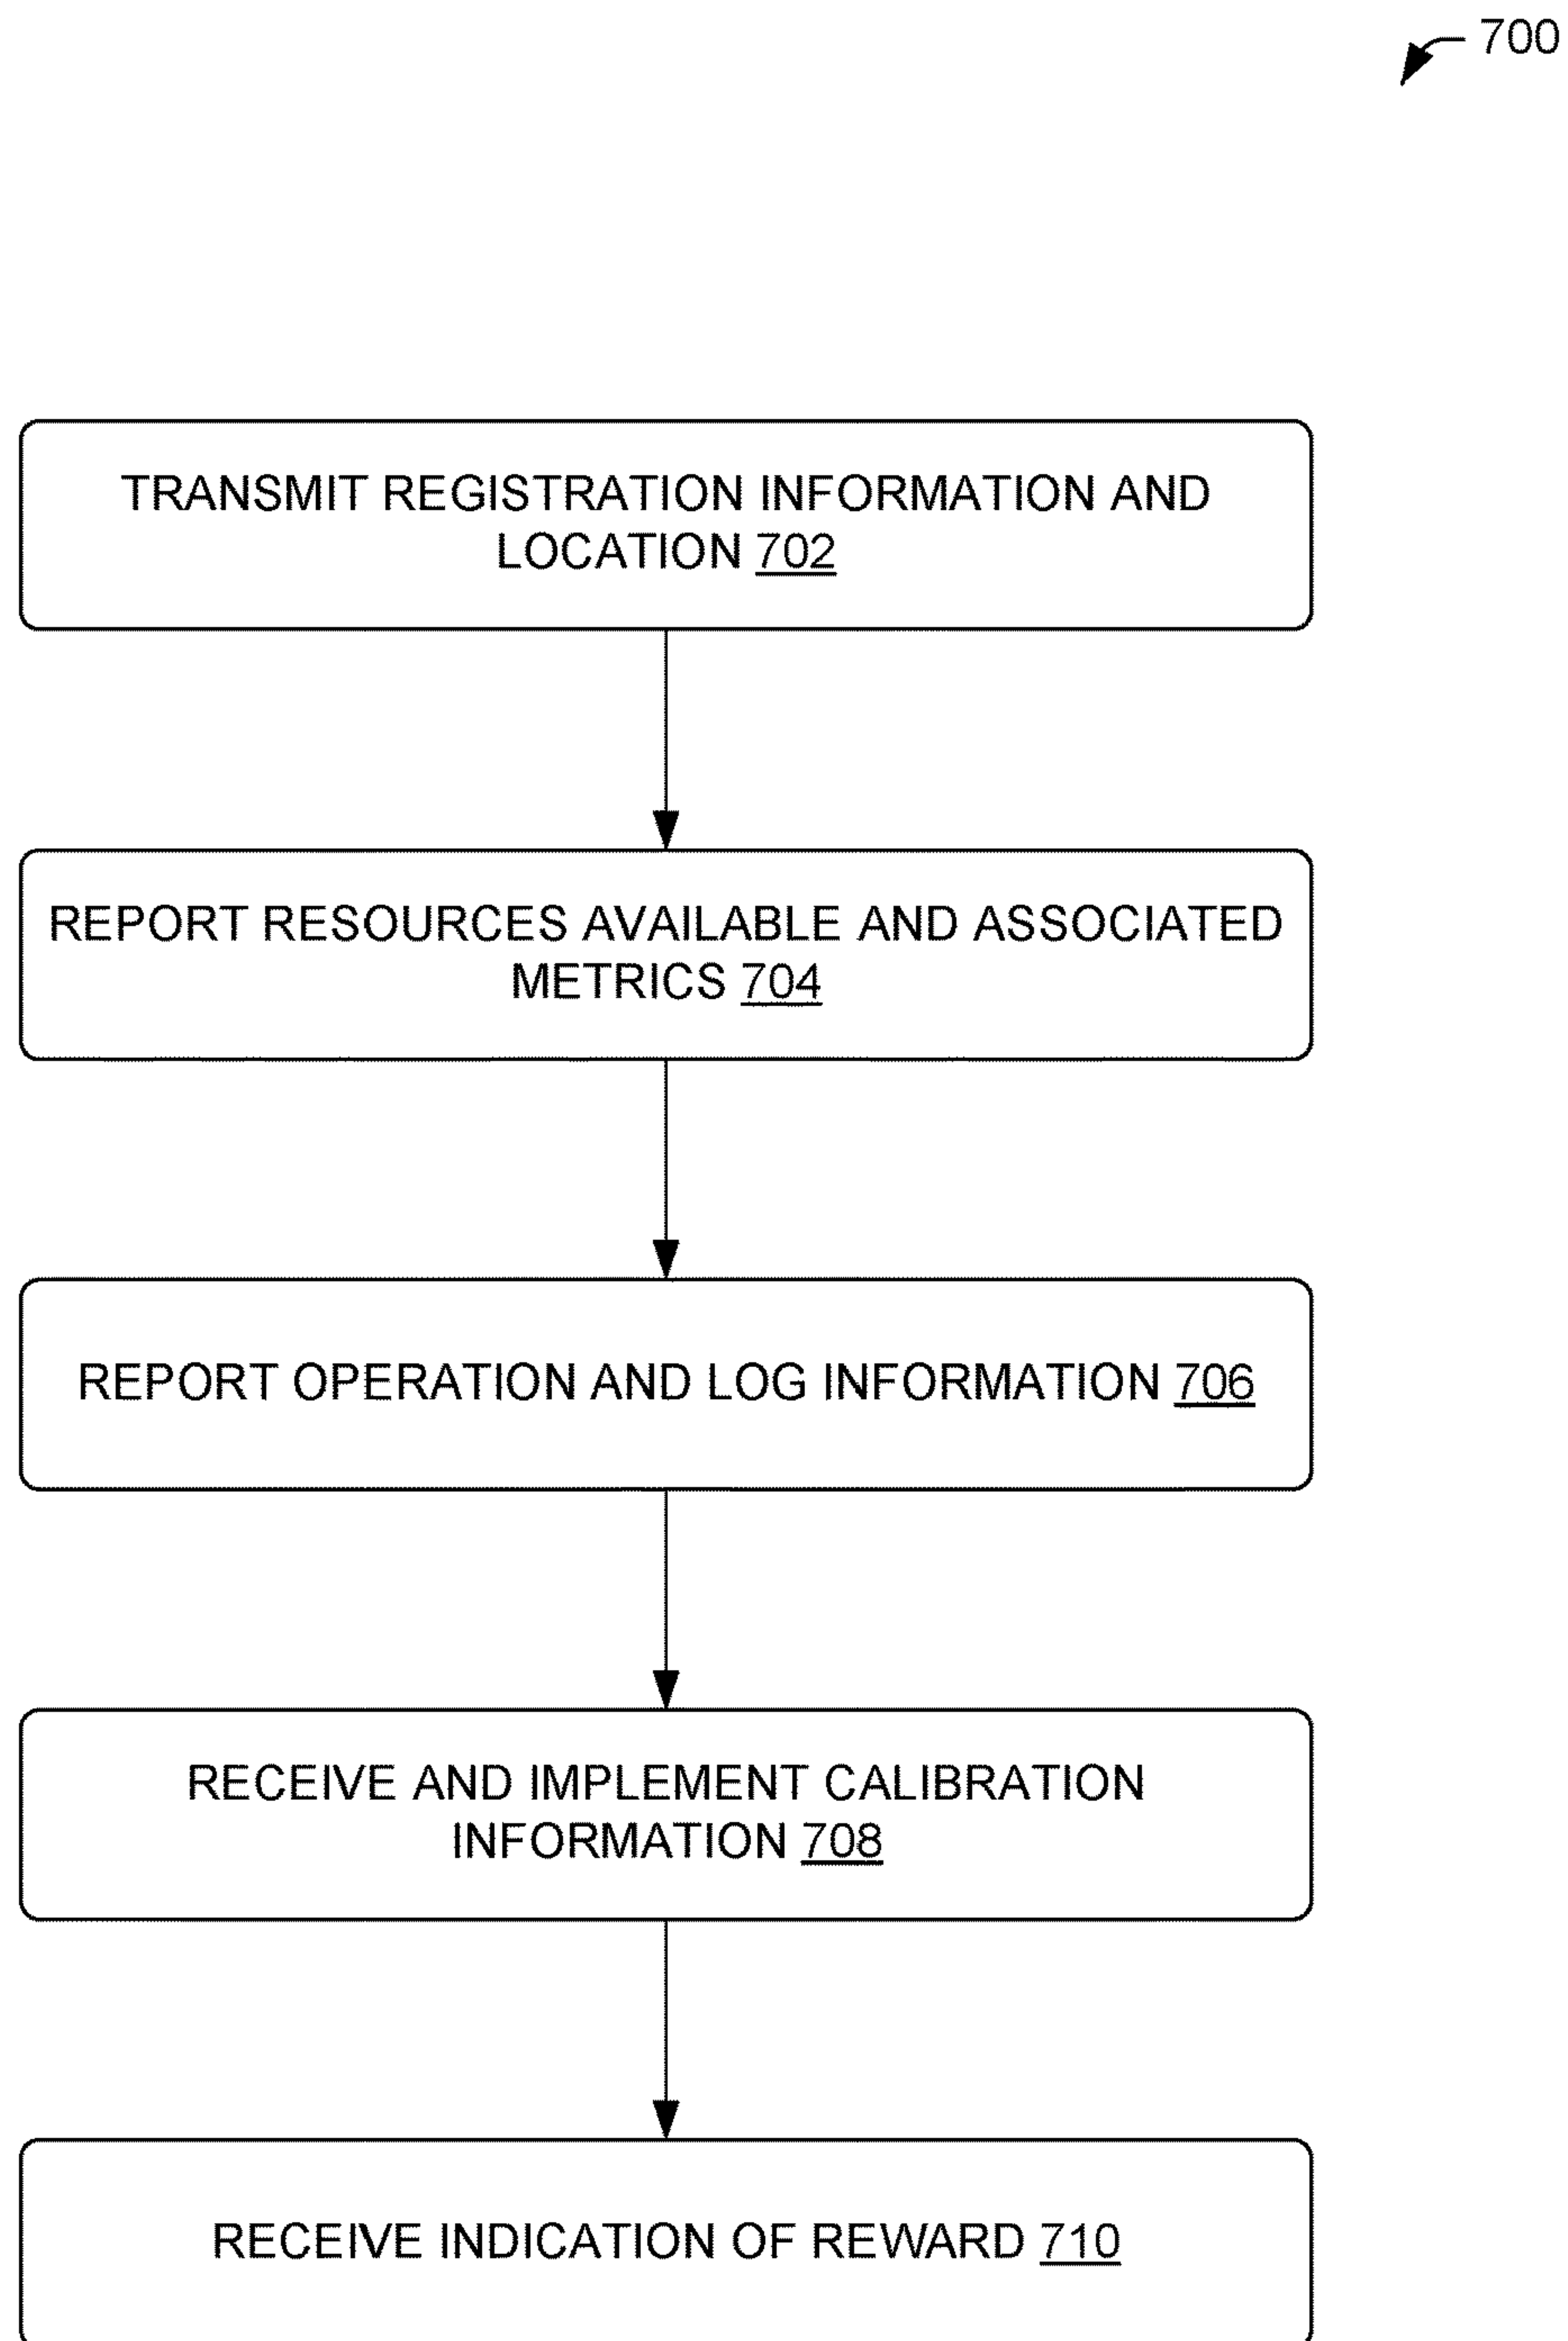 700
TRANSMIT REGISTRATION INFORMATION AND
LOCATION 702
REPORT RESOURCES AVAILABLE AND ASSOCIATED
METRICS 704
REPORT OPERATION AND LOG INFORMATION 706
RECEIVE AND IMPLEMENT CALIBRATION
INFORMATION 708
RECEIVE INDICATION OF REWARD 710